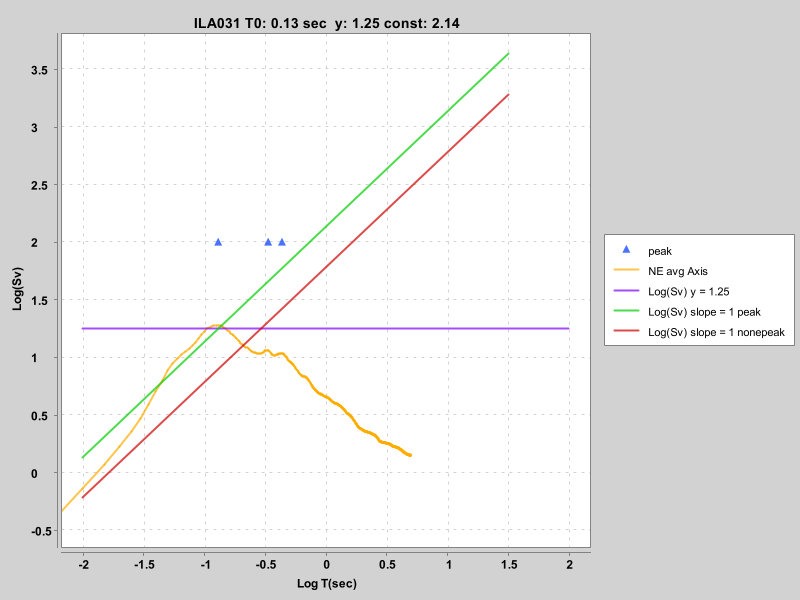 ILA031 T0: 0.13 sec  y: 1.25 const: 2.14
3.5
3
2.5
2
1.5
1
0.5
0
-0.5
Log(Sv)
-2 -1.5 -1 -0.5 0 0.5 1 1.5 2
Log T(sec)
peak
NE avg Axis
Log(Sv) y = 1.25
Log(Sv) slope = 1 peak
Log(Sv) slope = 1 nonepeak